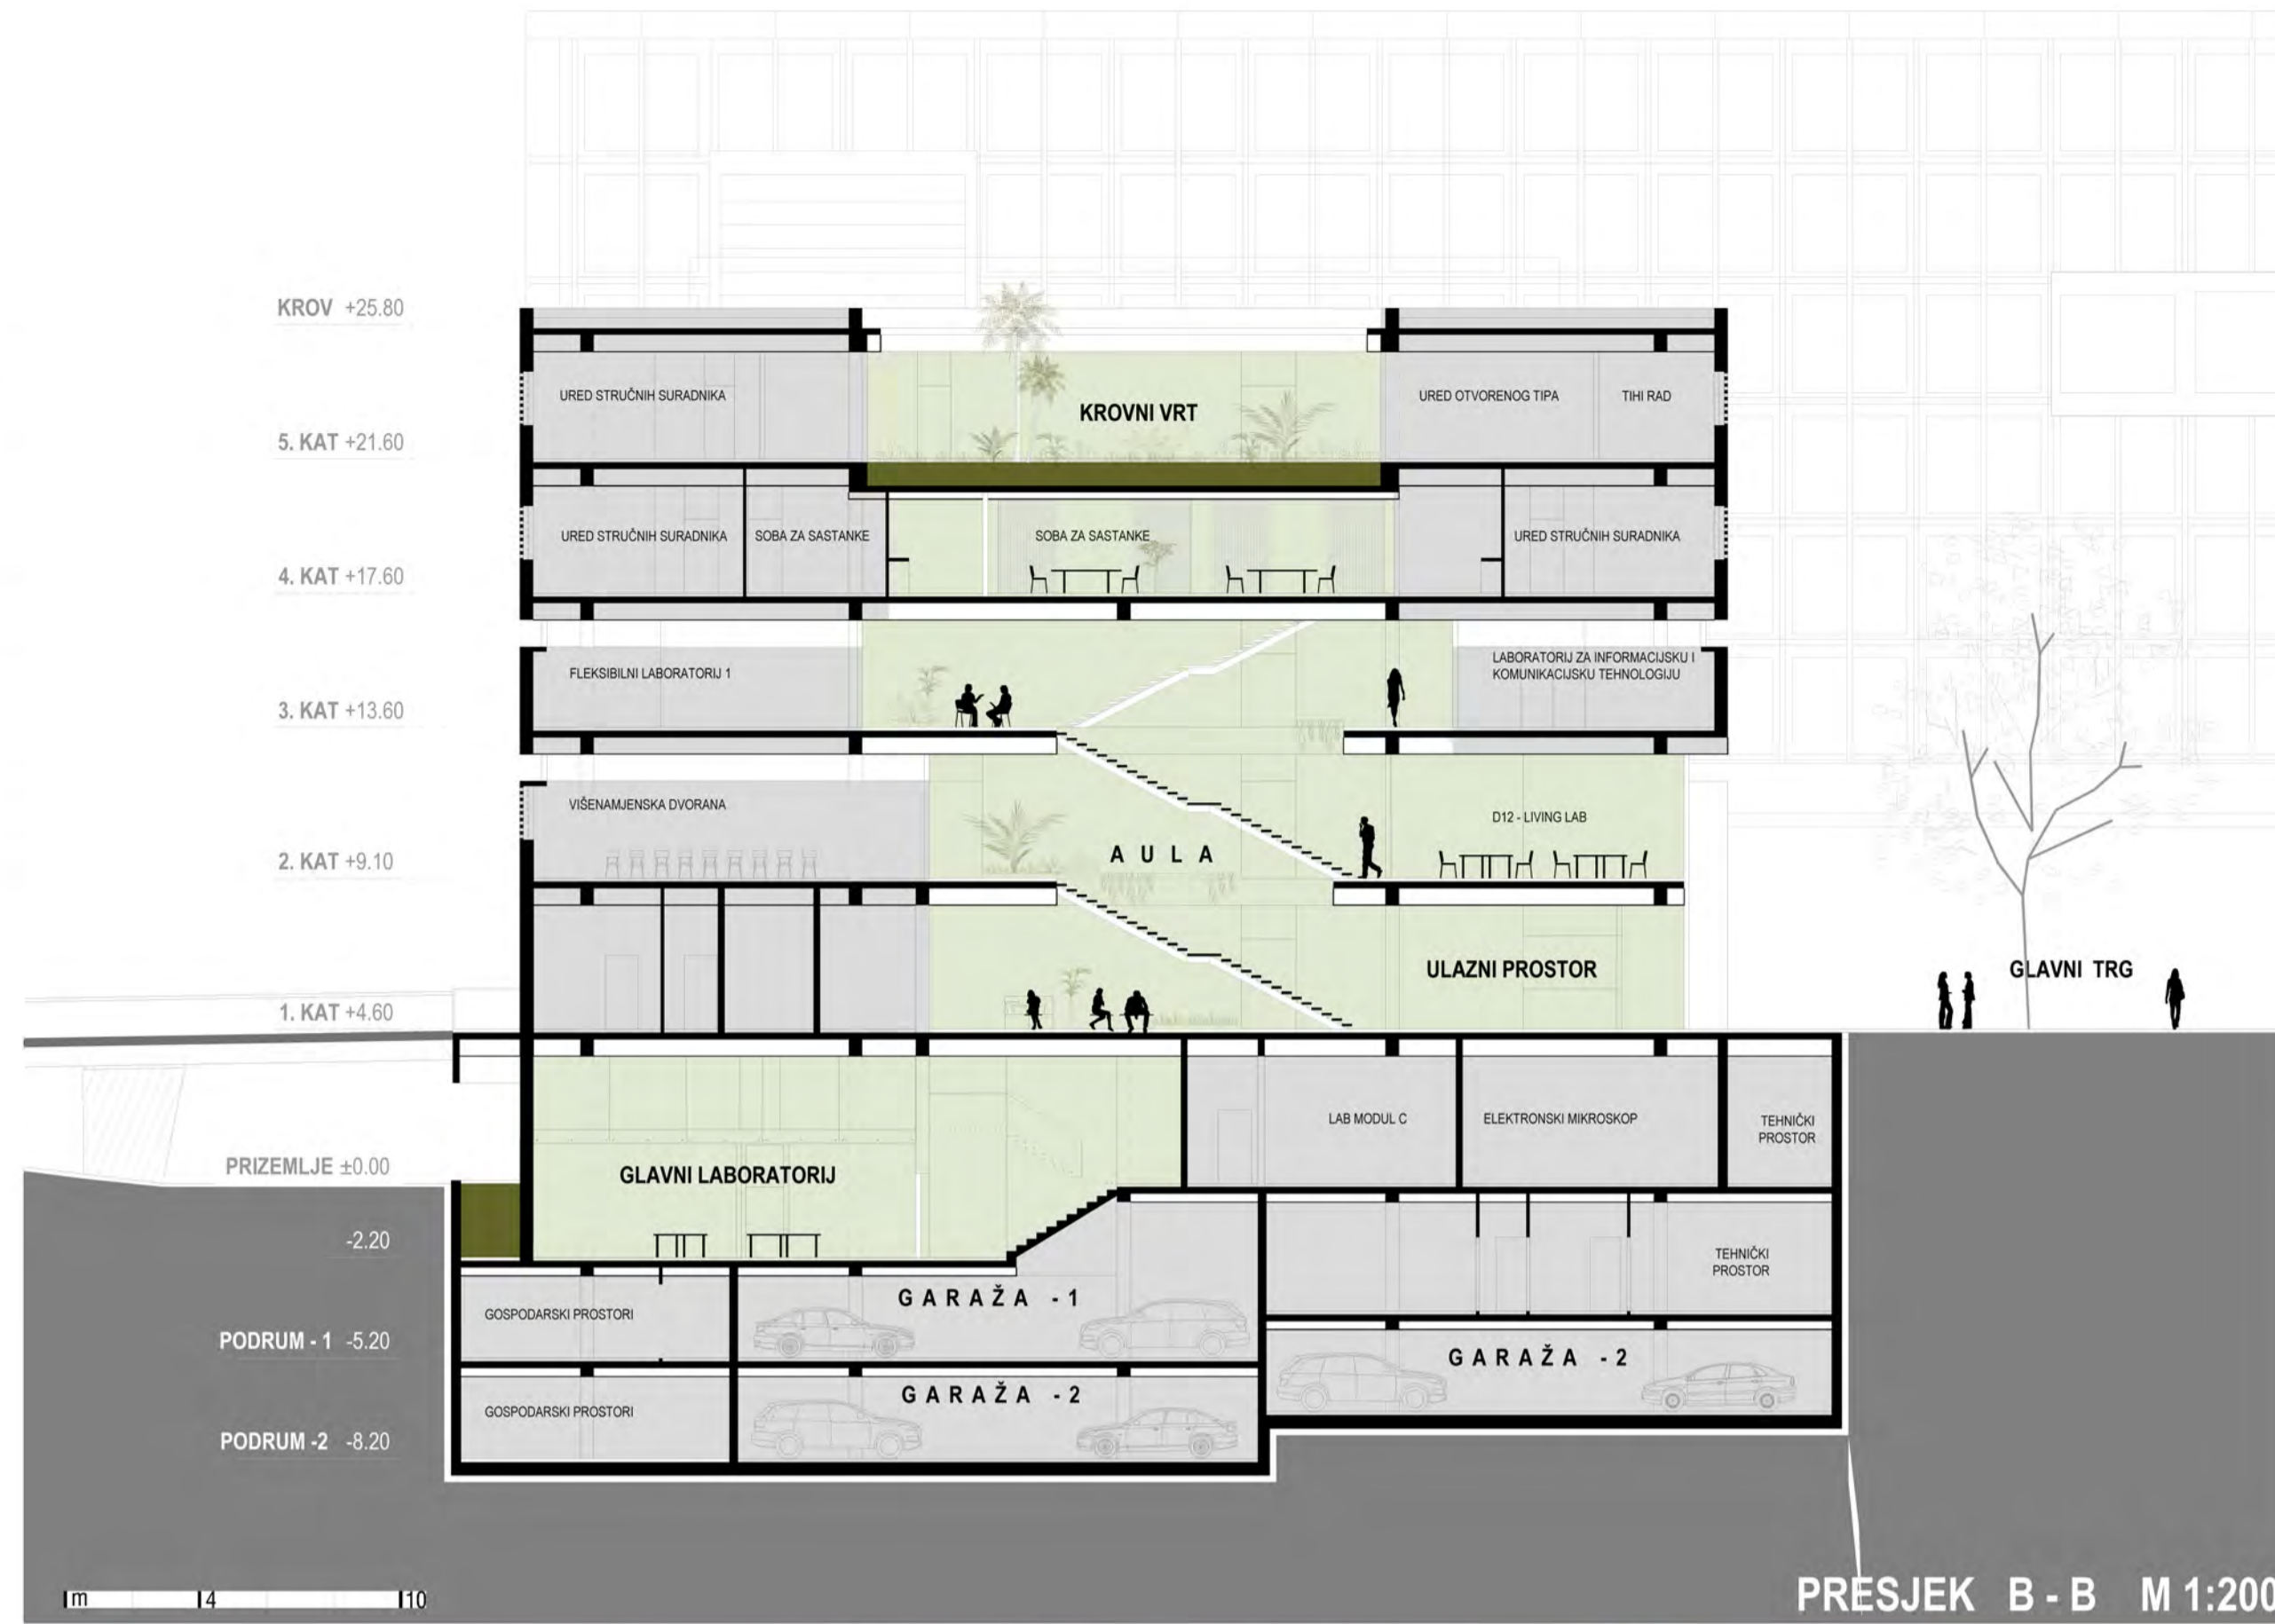 KROV +25.80
URED STRUČNIH SURADNIKA
KROVNI VRT
URED OTVORENOG TIPA
TIHI RAD
5. KAT +21.60
URED STRUČNIH SURADNIKA
SOBA ZA SASTANKE
SOBA ZA SASTANKE
URED STRUČNIH SURADNIKA
4. KAT +17.60
FLEKSIBILNI LABORATORIJ 1
LABORATORIJ ZA INFORMACIJSKU I
KOMUNIKACIJSKU TEHNOLOGIJU
3. KAT +13.60
VIŠENAMJENSKA DVORANA
D12 - LIVING LAB
AULA
2. KAT +9.10
ULAZNI PROSTOR
GLAVNI TRG
1. KAT +4.60
LAB MODUL C
ELEKTRONSKI MIKROSKOP
TEHNIČKI
PROSTOR
PRIZEMLJE ±0.00
GLAVNI LABORATORIJ
-2.20
TEHNIČKI
PROSTOR
GARAŽA -1
GOSPODARSKI PROSTORI
PODRUM - 1 -5.20
GARAŽA -2
GARAŽA -2
GOSPODARSKI PROSTORI
PODRUM -2 -8.20
m 4 10
PRESJEK B - B M 1:200